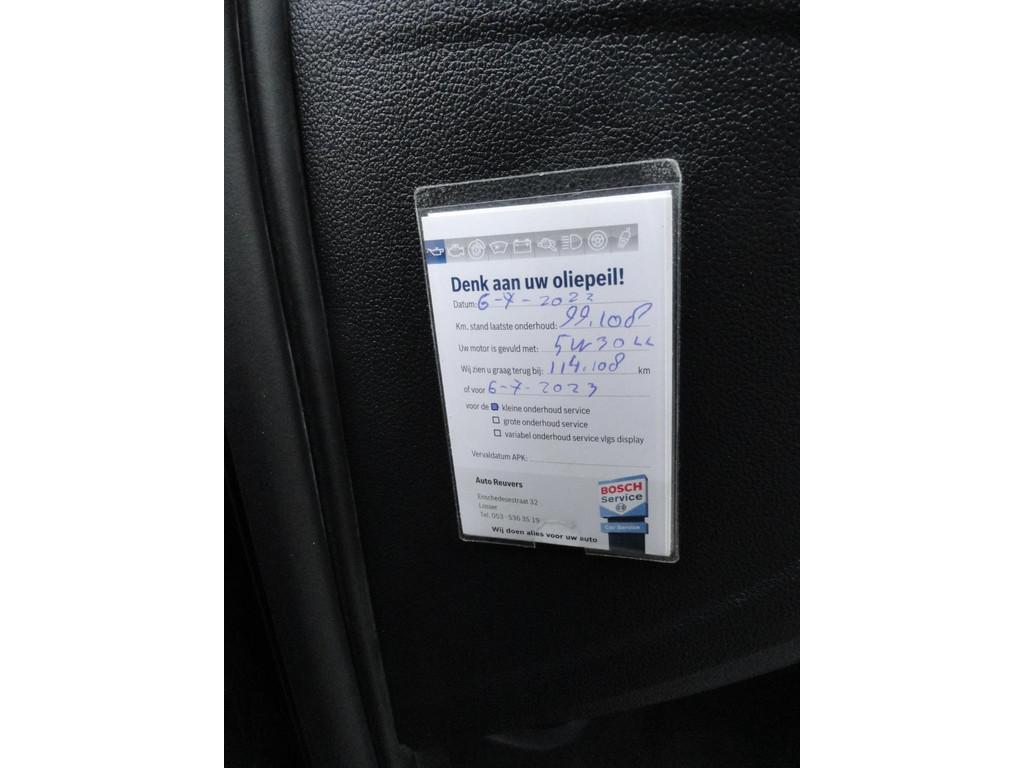 Denk aan uw oliepeil!
Datum: 6-7-2022
Km. stand laatste onderhoud: 99.108
Uw motor is gevuld met: 5W30LL
Wij zien u graag terug bij: 114.108 km
of voor 6-7-2023
voor de kleine onderhoud service
grote onderhoud service
variabel onderhoud service vlgs display
Vervaldatum APK:
Auto Reuvers
Enschedesestraat 32
Losser
Tel. 053 - 536 35 19
BOSCH
Service
Car Service
Wij doen alles voor uw auto